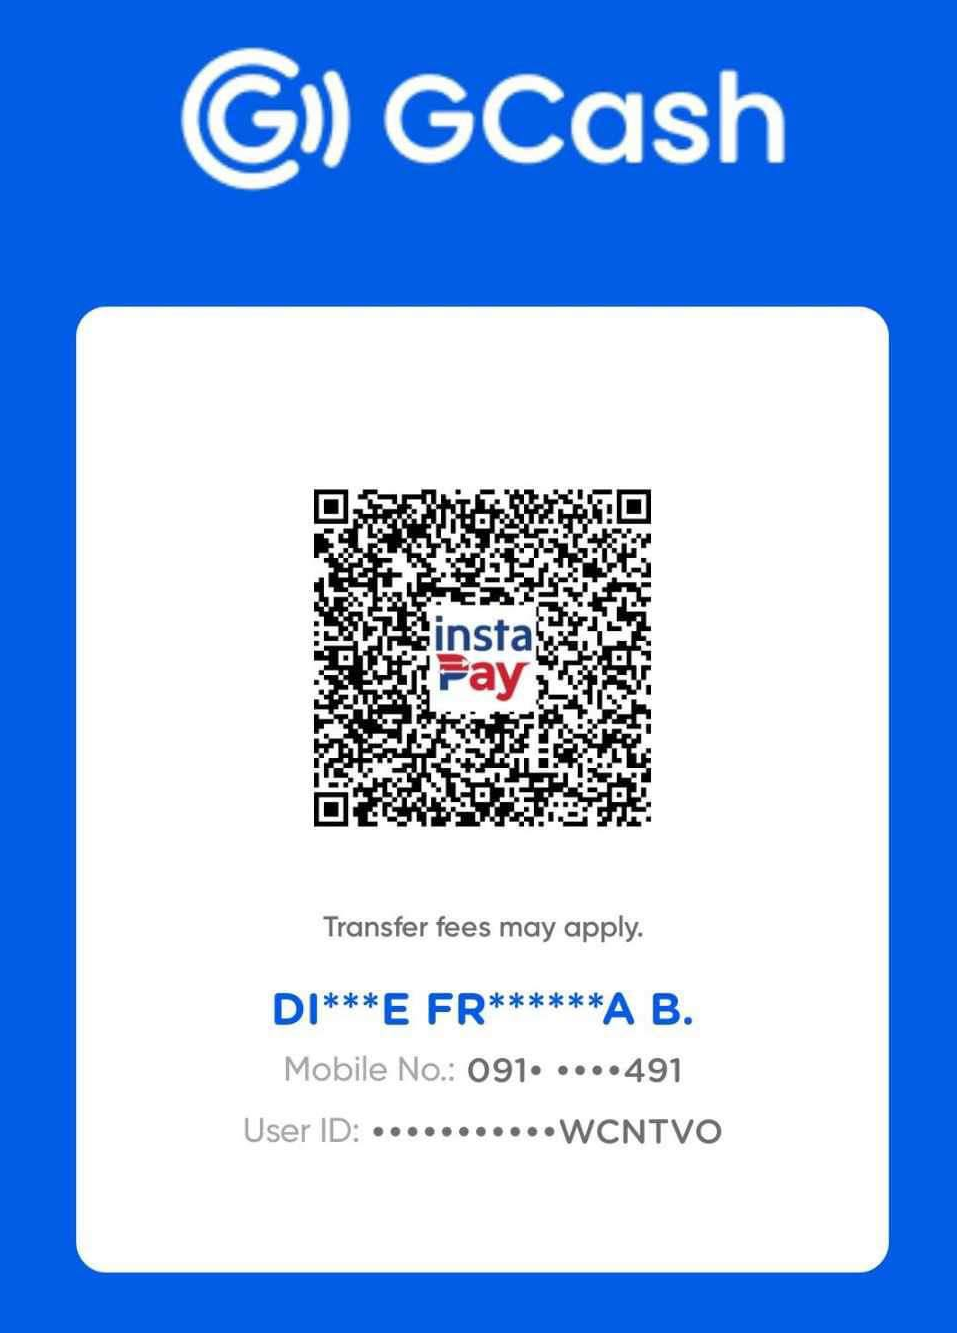 GCash
insta
Pay
Transfer fees may apply.
DI***E FR******A B.
Mobile No.: 091• ••••491
User ID: •••••••••••WCNTVO